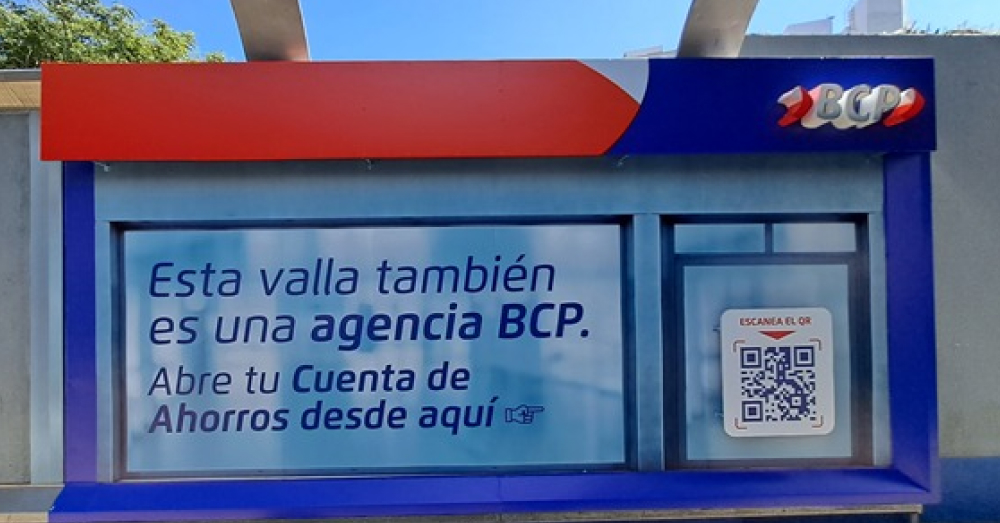 BCP
Esta valla también
es una agencia BCP.
Abre tu Cuenta de
Ahorros desde aquí
ESCANEA EL QR